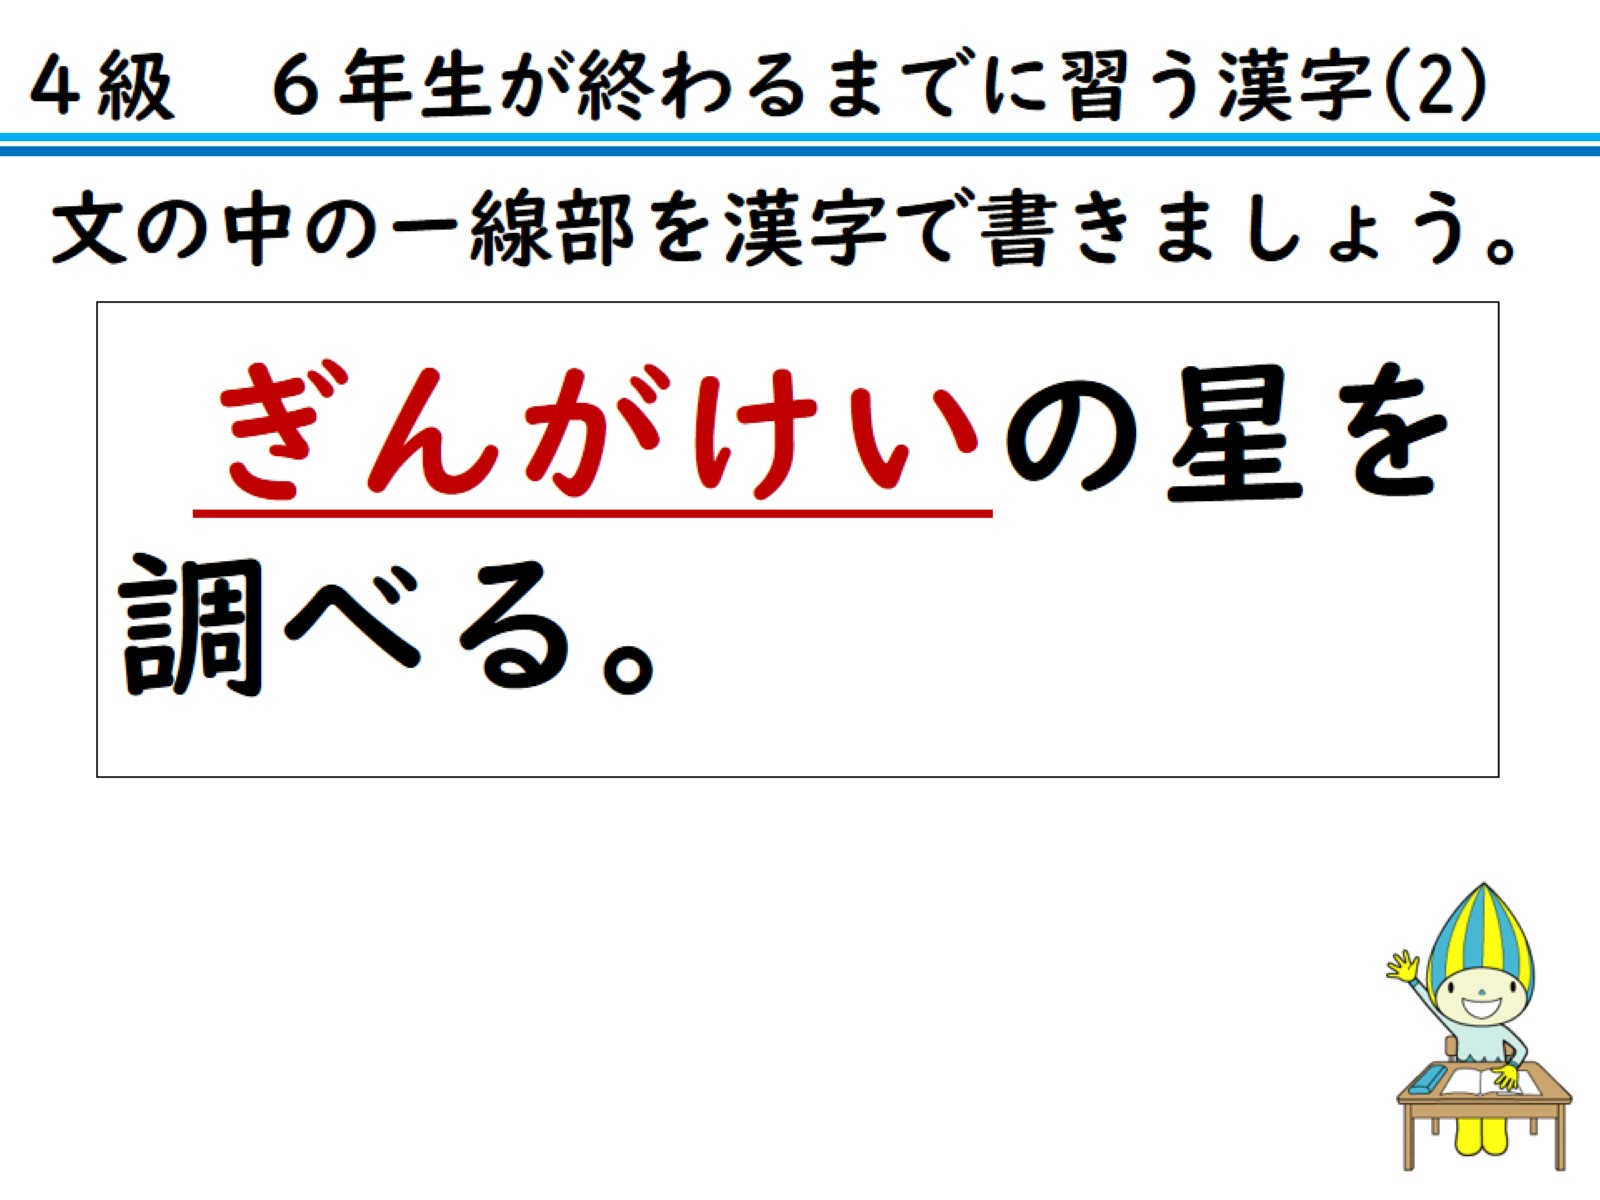 ４級　６年生が終わるまでに習う漢字(2)
文の中の一線部を漢字で書きましょう。
ぎんがけいの星を
調べる。